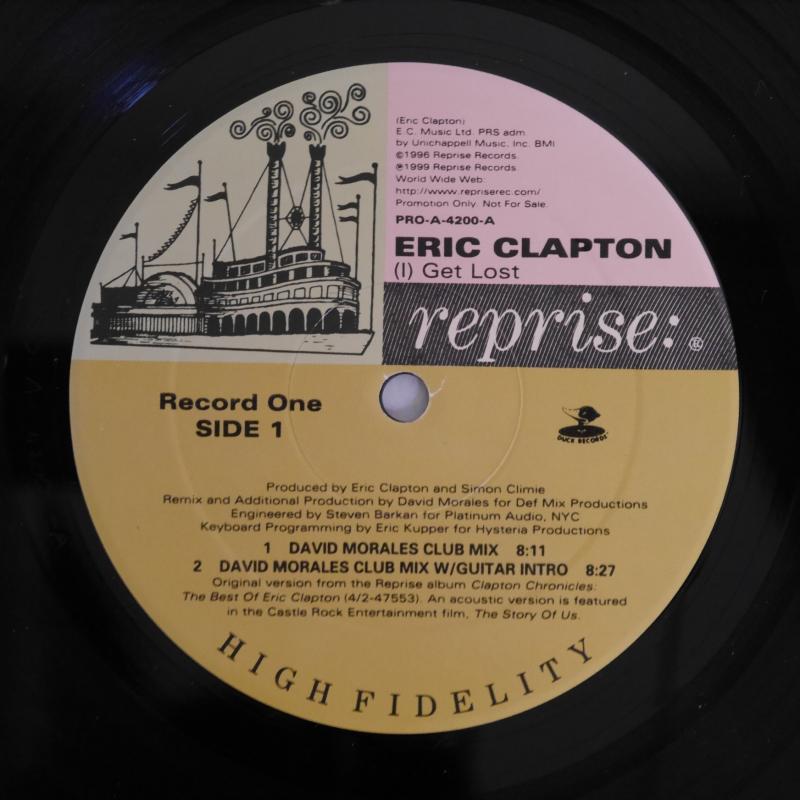 (Eric Clapton)
E.C. Music Ltd. PRS adm.
by Unichappell Music, Inc. BMI
©1996 Reprise Records.
℗1999 Reprise Records.
World Wide Web:
http://www.repriserec.com/
Promotion Only. Not For Sale.
PRO-A-4200-A
ERIC CLAPTON
(I) Get Lost
reprise: ®
Record One
SIDE 1
DUCK RECORDS
Produced by Eric Clapton and Simon Climie
Remix and Additional Production by David Morales for Def Mix Productions
Engineered by Steven Barkan for Platinum Audio, NYC
Keyboard Programming by Eric Kupper for Hysteria Productions
1 DAVID MORALES CLUB MIX 8:11
2 DAVID MORALES CLUB MIX W/GUITAR INTRO 8:27
Original version from the Reprise album Clapton Chronicles:
The Best Of Eric Clapton (4/2-47553). An acoustic version is featured
in the Castle Rock Entertainment film, The Story Of Us.
HIGH FIDELITY